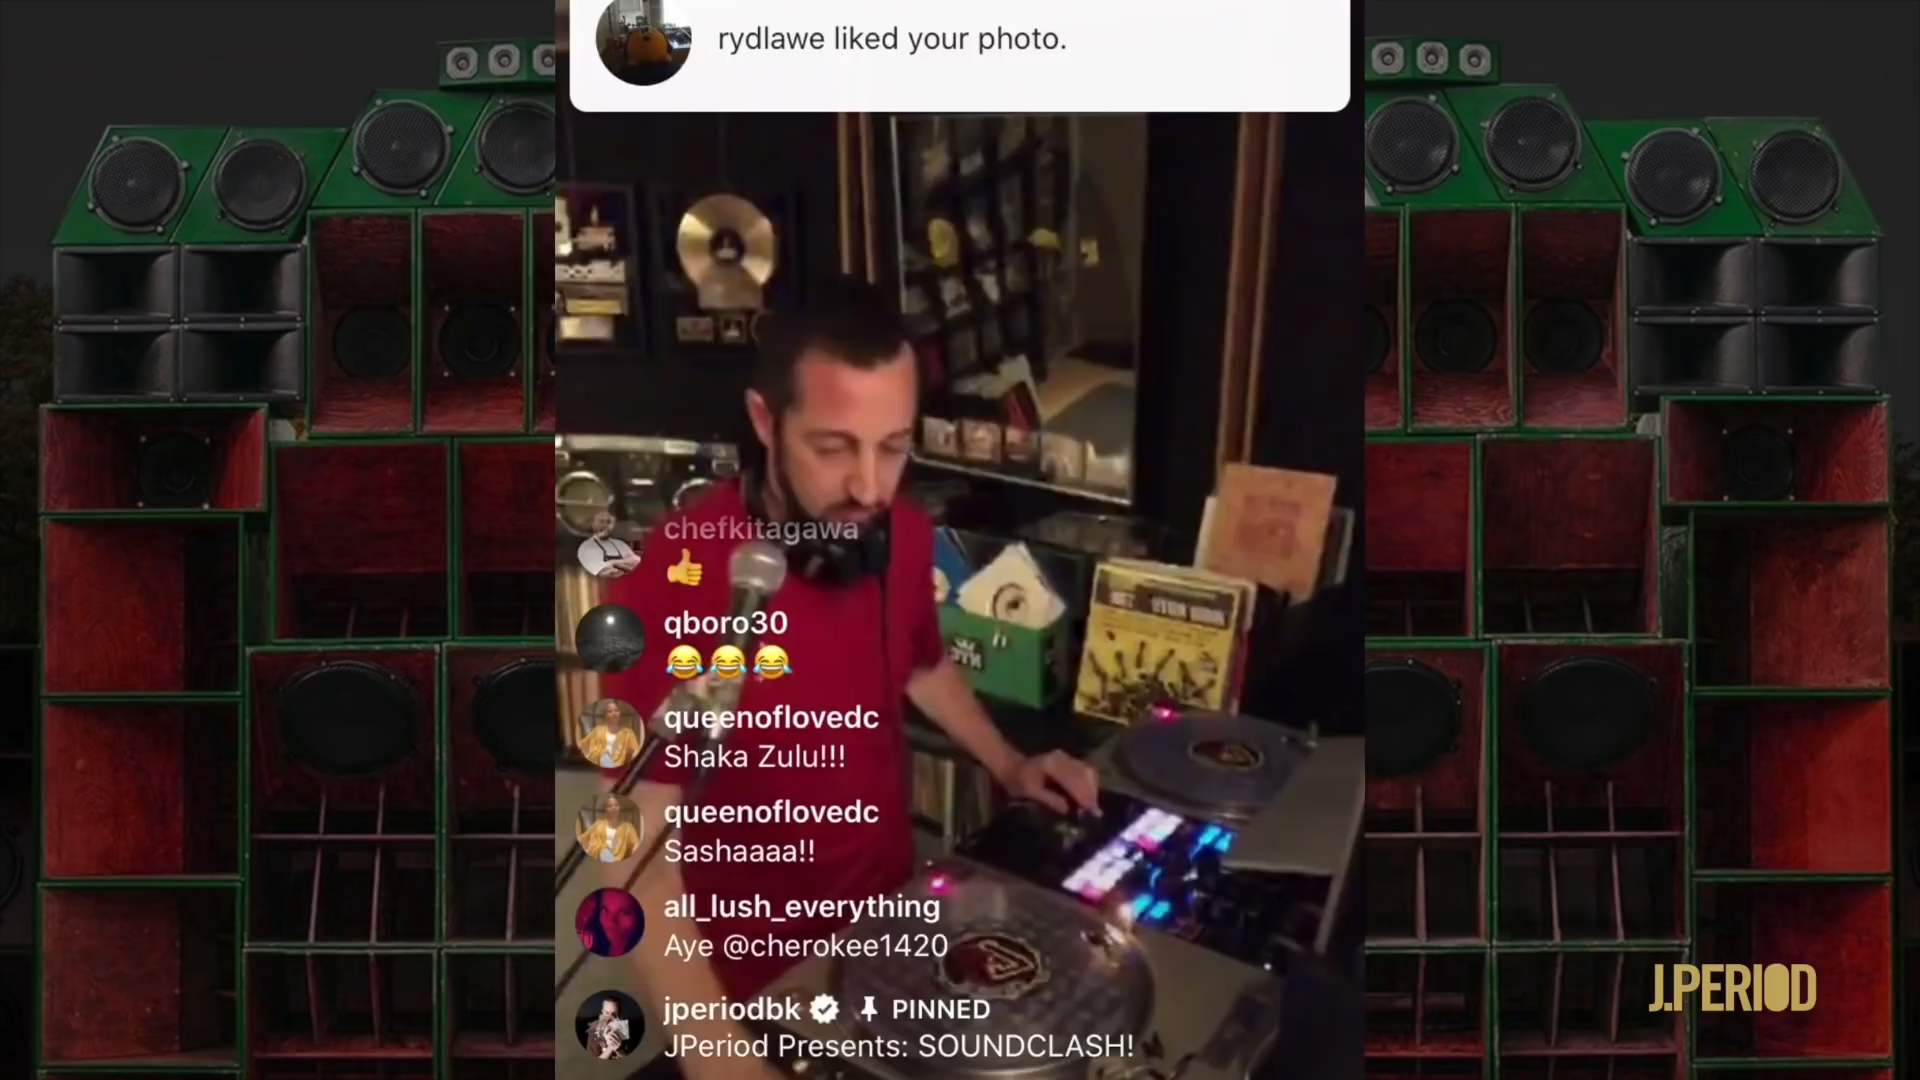 rydlawe liked your photo.
chefkitagawa
👍
qboro30
😂😂😂
queenoflovedc
Shaka Zulu!!!
queenoflovedc
Sashaaaa!!
all_lush_everything
Aye @cherokee1420
jperiodbk PINNED
JPeriod Presents: SOUNDCLASH!
J.PERIOD